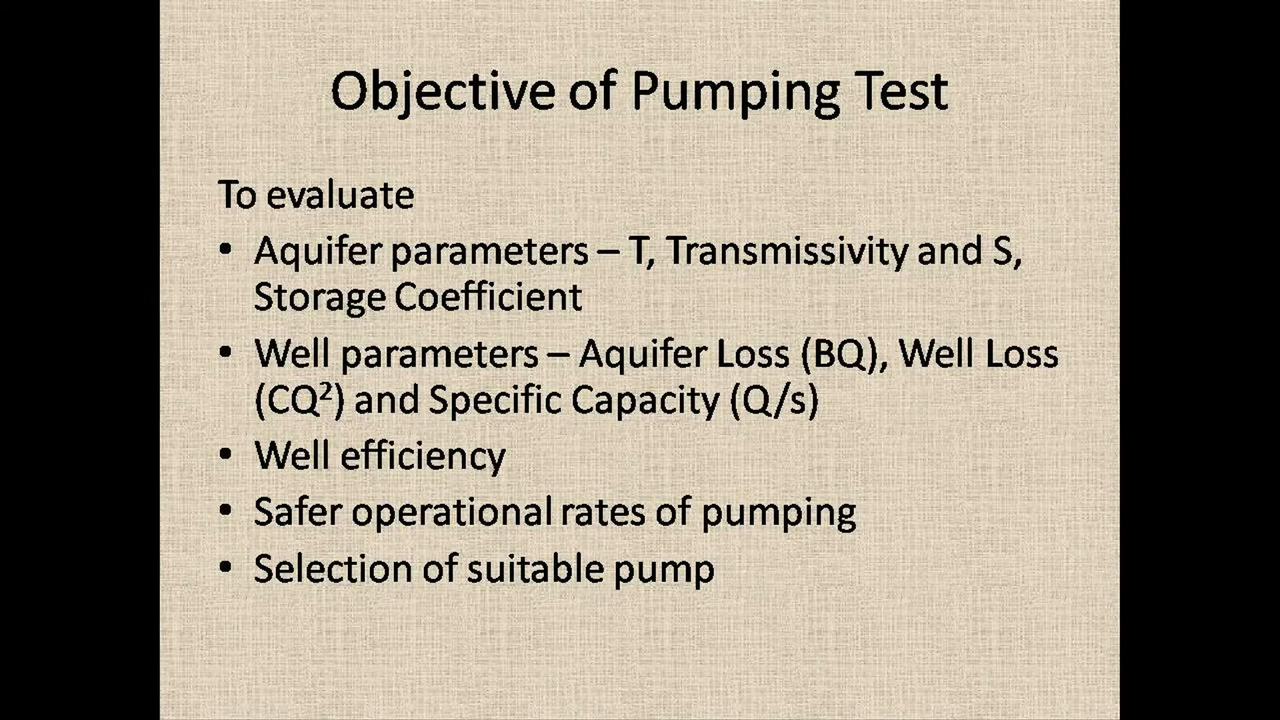 Objective of Pumping Test
To evaluate
• Aquifer parameters – T, Transmissivity and S,
Storage Coefficient
• Well parameters – Aquifer Loss (BQ), Well Loss
(CQ²) and Specific Capacity (Q/s)
• Well efficiency
• Safer operational rates of pumping
• Selection of suitable pump